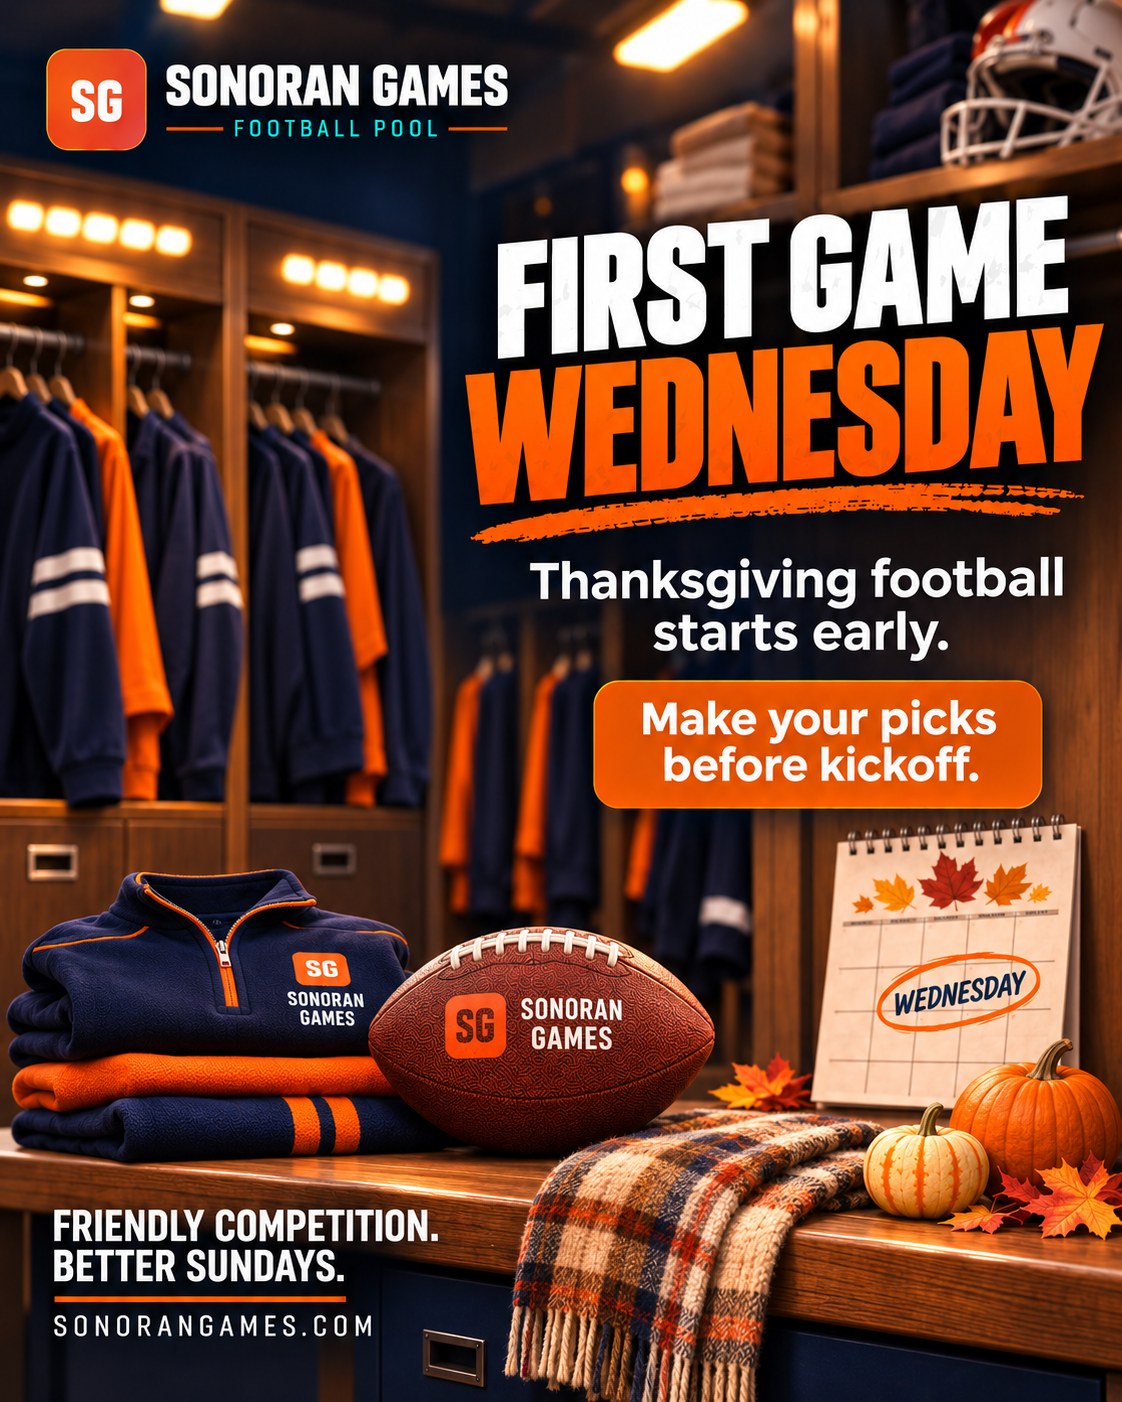 SG
SONORAN GAMES
FOOTBALL POOL
FIRST GAME
WEDNESDAY
Thanksgiving football
starts early.
Make your picks
before kickoff.
WEDNESDAY
SG
SONORAN
GAMES
SG
SONORAN
GAMES
FRIENDLY COMPETITION.
BETTER SUNDAYS.
SONORANGAMES.COM